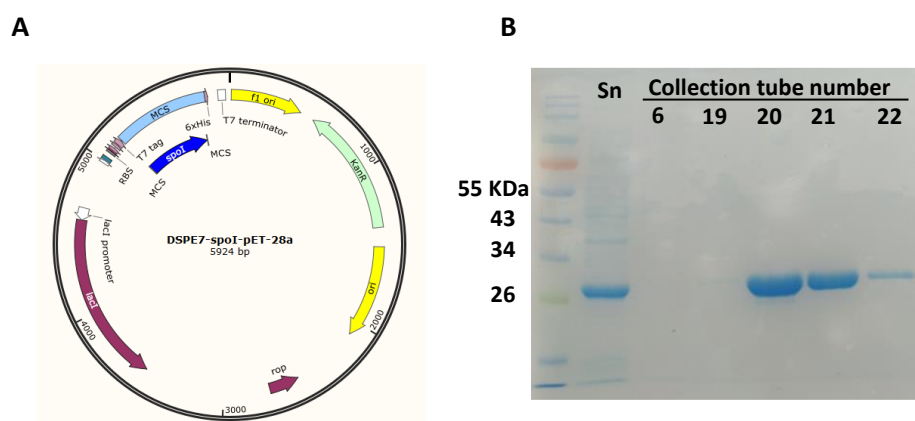 A
B
f1 ori
MCS
6xHis
T7 terminator
T7 tag
spoI
MCS
RBS
MCS
5000
KanR
1000
lacI promoter
DSPE7-spoI-pET-28a
5924 bp
lacI
ori
4000
2000
rop
3000
Sn
Collection tube number
6 19 20 21 22
55 KDa
43
34
26